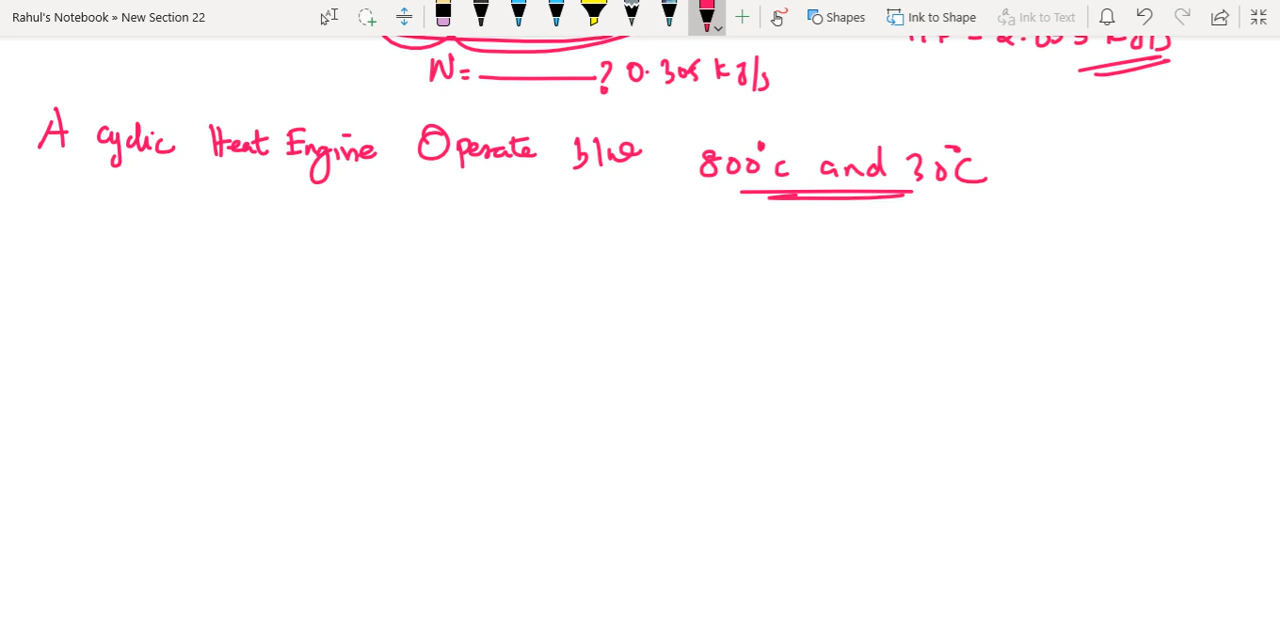 Rahul's Notebook » New Section 22
Shapes
Ink to Shape
Ink to Text
N= ? 0.305 kg/s
A cyclic Heat Engine Operate b/w 800°c and 30°C